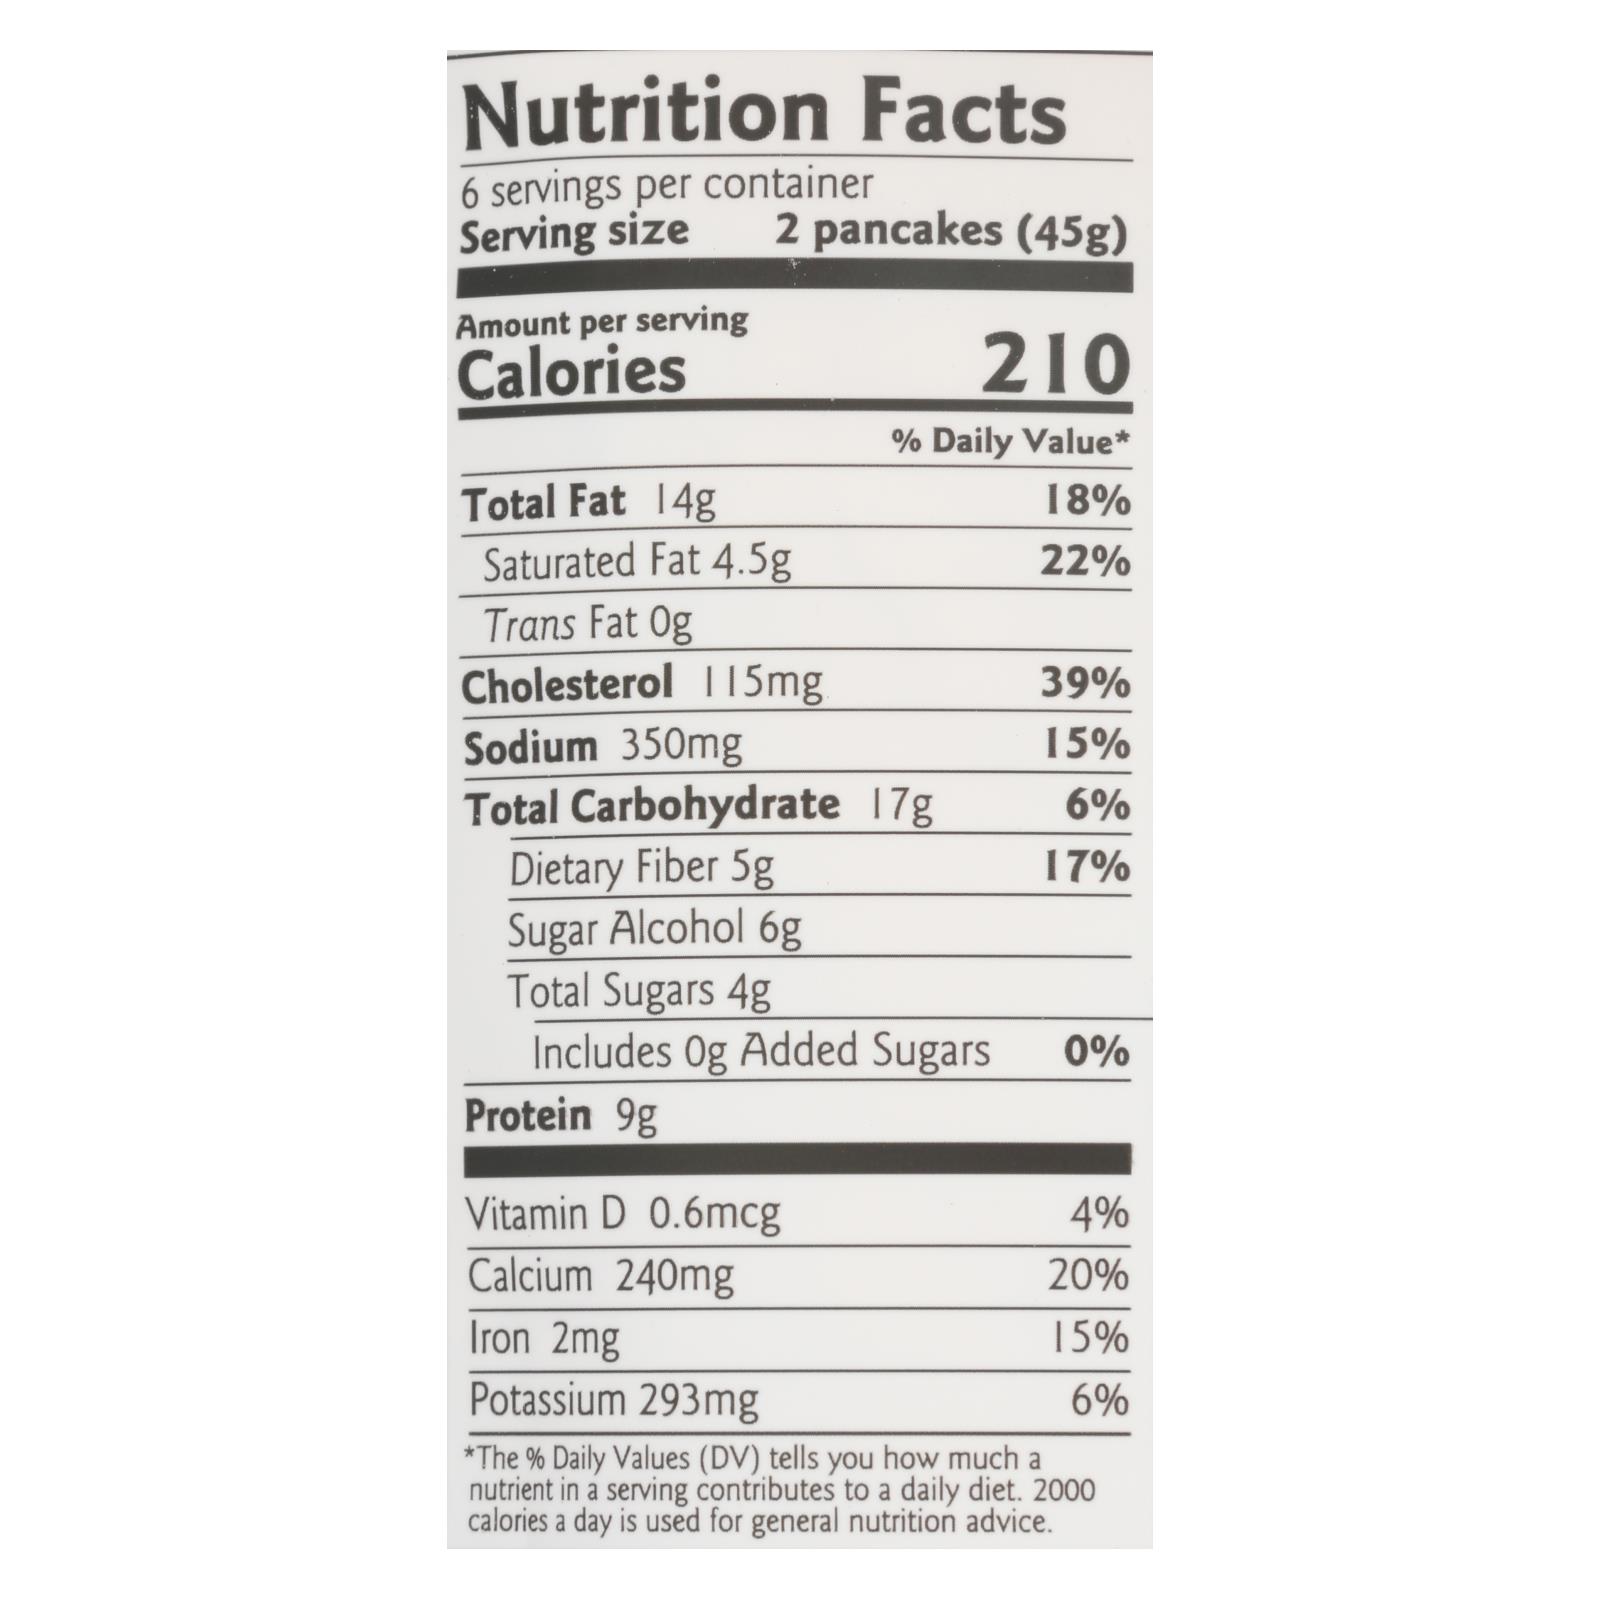 Nutrition Facts
6 servings per container
Serving size 2 pancakes (45g)
Amount per serving
Calories 210
% Daily Value*
Total Fat 14g 18%
Saturated Fat 4.5g 22%
Trans Fat 0g
Cholesterol 115mg 39%
Sodium 350mg 15%
Total Carbohydrate 17g 6%
Dietary Fiber 5g 17%
Sugar Alcohol 6g
Total Sugars 4g
Includes 0g Added Sugars 0%
Protein 9g
Vitamin D 0.6mcg 4%
Calcium 240mg 20%
Iron 2mg 15%
Potassium 293mg 6%
*The % Daily Values (DV) tells you how much a
nutrient in a serving contributes to a daily diet. 2000
calories a day is used for general nutrition advice.